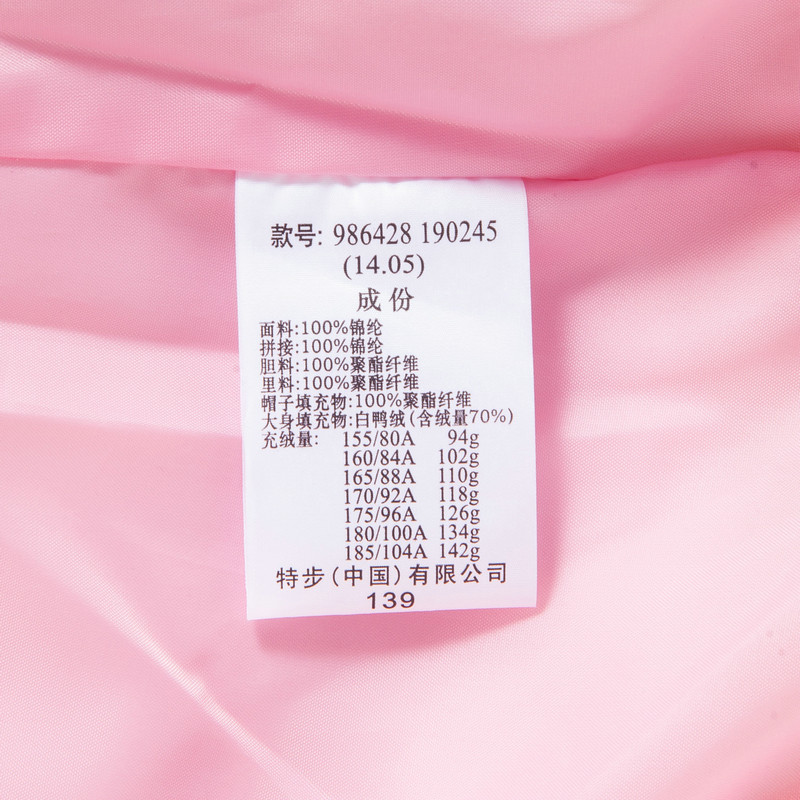 款号: 986428 190245
(14.05)
成份
面料:100%锦纶
拼接:100%锦纶
胆料:100%聚酯纤维
里料:100%聚酯纤维
帽子填充物:100%聚酯纤维
大身填充物:白鸭绒(含绒量70%)
充绒量: 155/80A 94g
160/84A 102g
165/88A 110g
170/92A 118g
175/96A 126g
180/100A 134g
185/104A 142g
特步(中国)有限公司
139